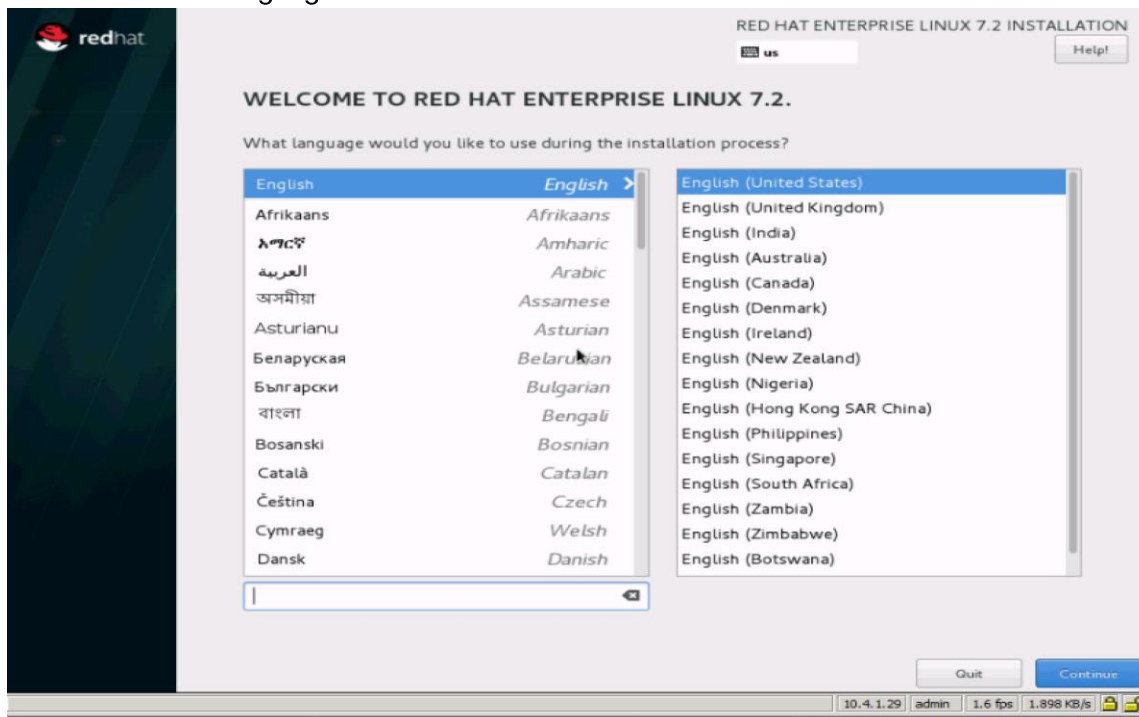 redhat.
RED HAT ENTERPRISE LINUX 7.2 INSTALLATION
us
Help!
WELCOME TO RED HAT ENTERPRISE LINUX 7.2.
What language would you like to use during the installation process?
English English
Afrikaans Afrikaans
አማርኛ Amharic
العربية Arabic
অসমীয়া Assamese
Asturianu Asturian
Беларуская Belarusian
Български Bulgarian
বাংলা Bengali
Bosanski Bosnian
Català Catalan
Čeština Czech
Cymraeg Welsh
Dansk Danish
English (United States)
English (United Kingdom)
English (India)
English (Australia)
English (Canada)
English (Denmark)
English (Ireland)
English (New Zealand)
English (Nigeria)
English (Hong Kong SAR China)
English (Philippines)
English (Singapore)
English (South Africa)
English (Zambia)
English (Zimbabwe)
English (Botswana)
Quit
Continue
10.4.1.29 admin 1.6 fps 1.898 KB/s